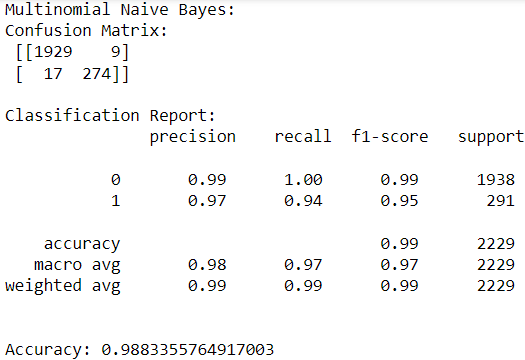 Multinomial Naive Bayes:
Confusion Matrix:
[[1929    9]
[  17  274]]
Classification Report:
precision    recall  f1-score   support
0       0.99      1.00      0.99      1938
1       0.97      0.94      0.95       291
accuracy                           0.99      2229
macro avg       0.98      0.97      0.97      2229
weighted avg       0.99      0.99      0.99      2229
Accuracy: 0.9883355764917003